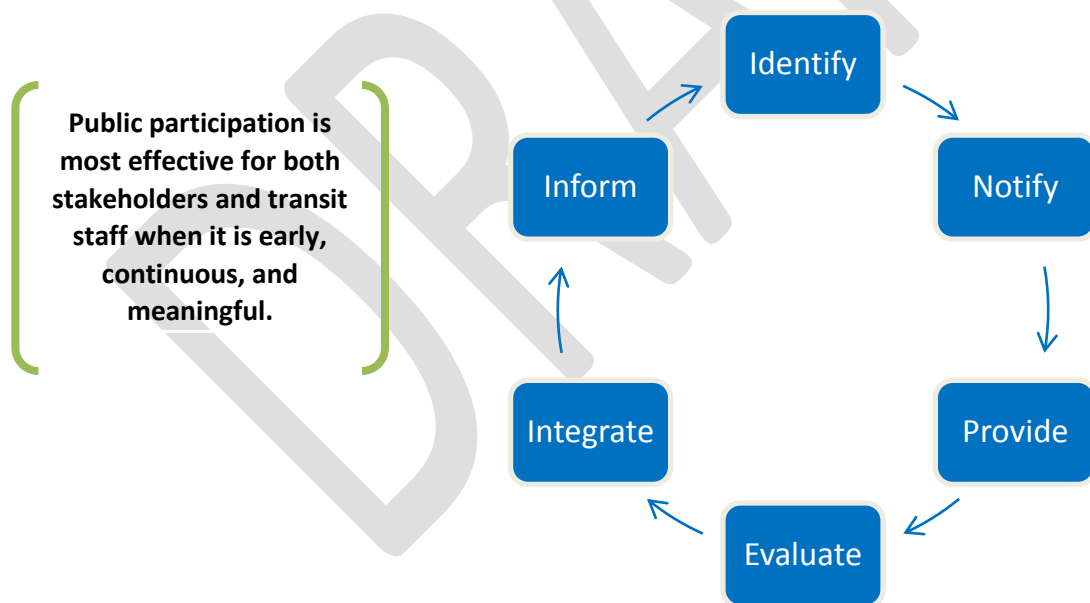 Public participation is
most effective for both
stakeholders and transit
staff when it is early,
continuous, and
meaningful.
Identify
Notify
Provide
Evaluate
Integrate
Inform